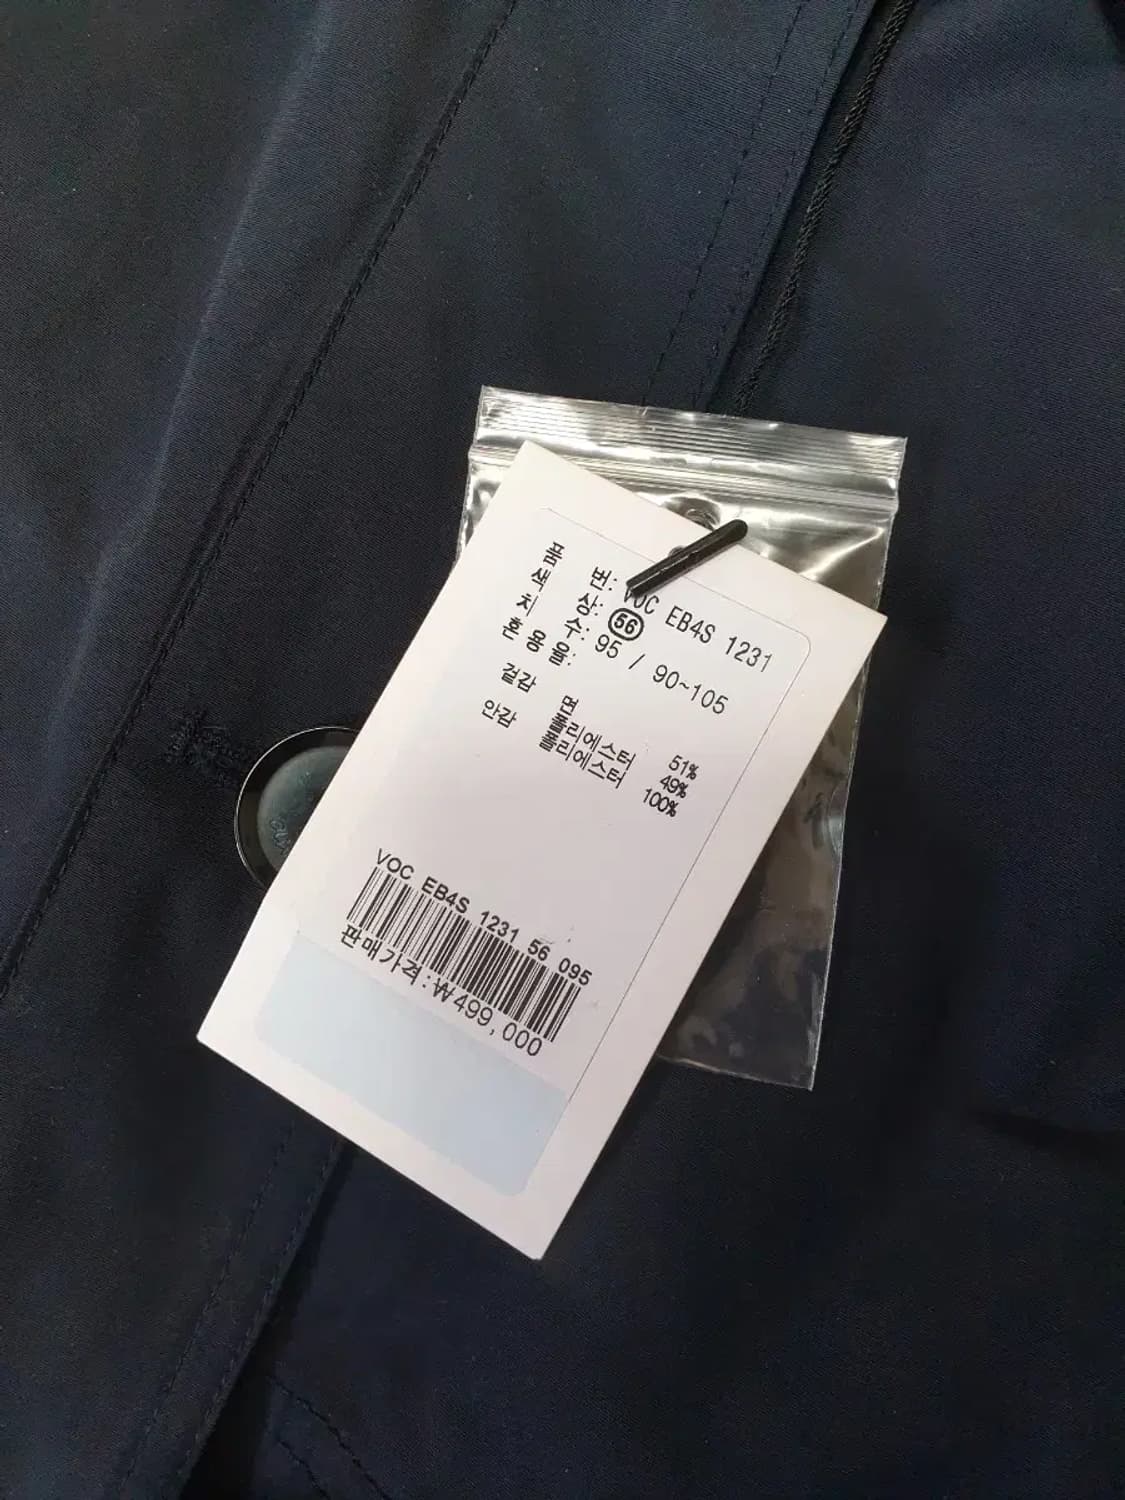 품 번: VOC EB4S 1231
색 상: 56
치 수: 95 / 90~105
혼 용 율:
겉감 면 51%
폴리에스터 49%
안감 폴리에스터 100%
VOC EB4S 1231 56 095
판매가격:₩499,000